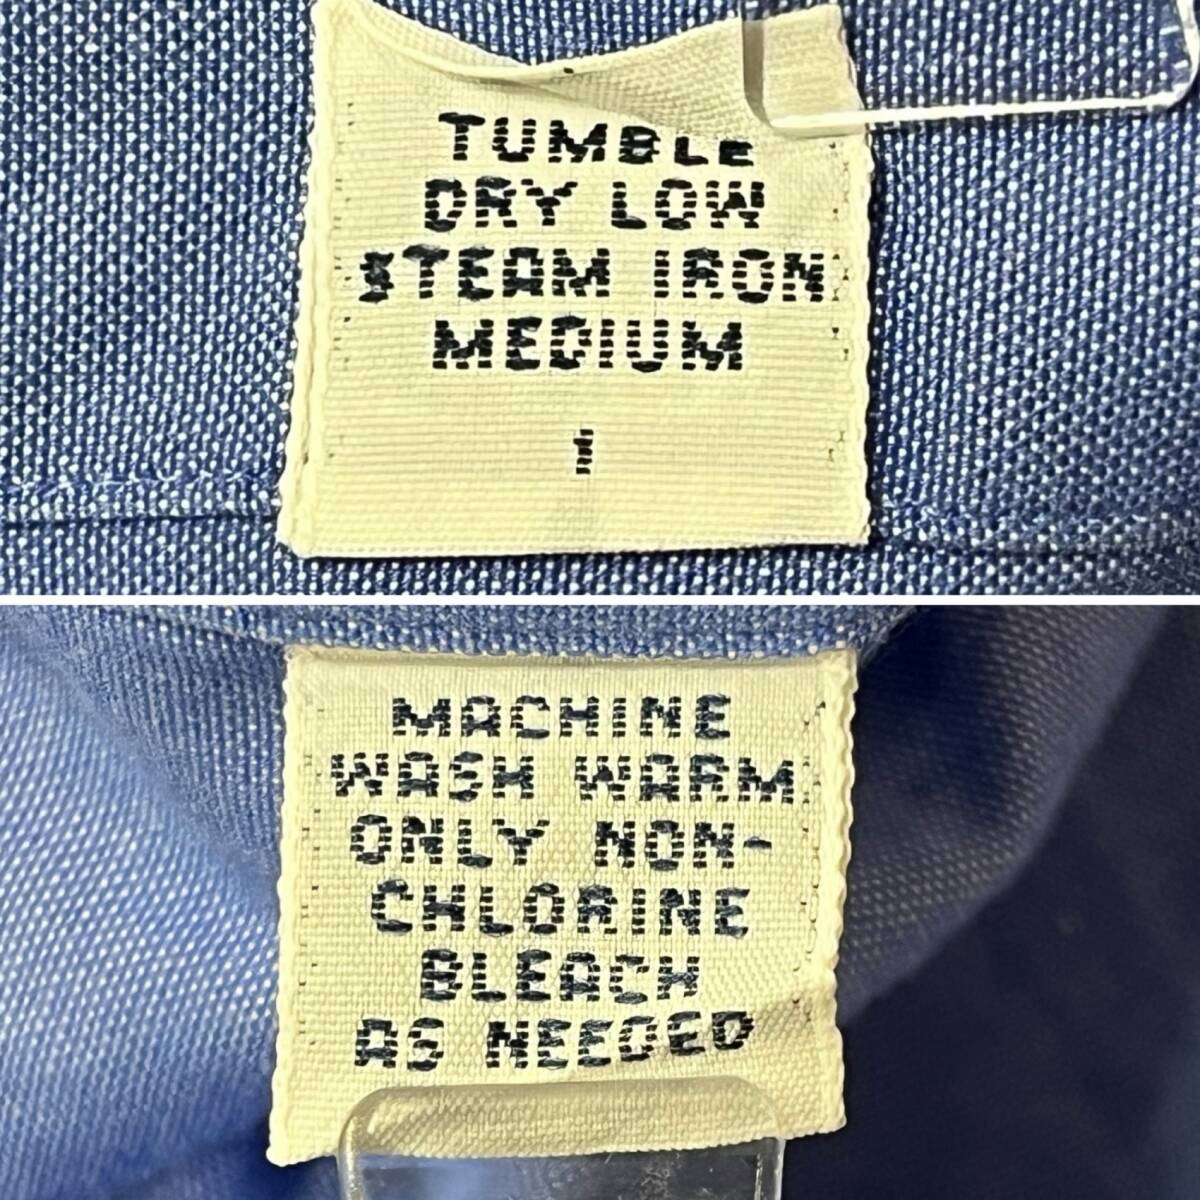 TUMBLE
DRY LOW
STEAM IRON
MEDIUM
1
MACHINE
WASH WARM
ONLY NON-
CHLORINE
BLEACH
AS NEEDED